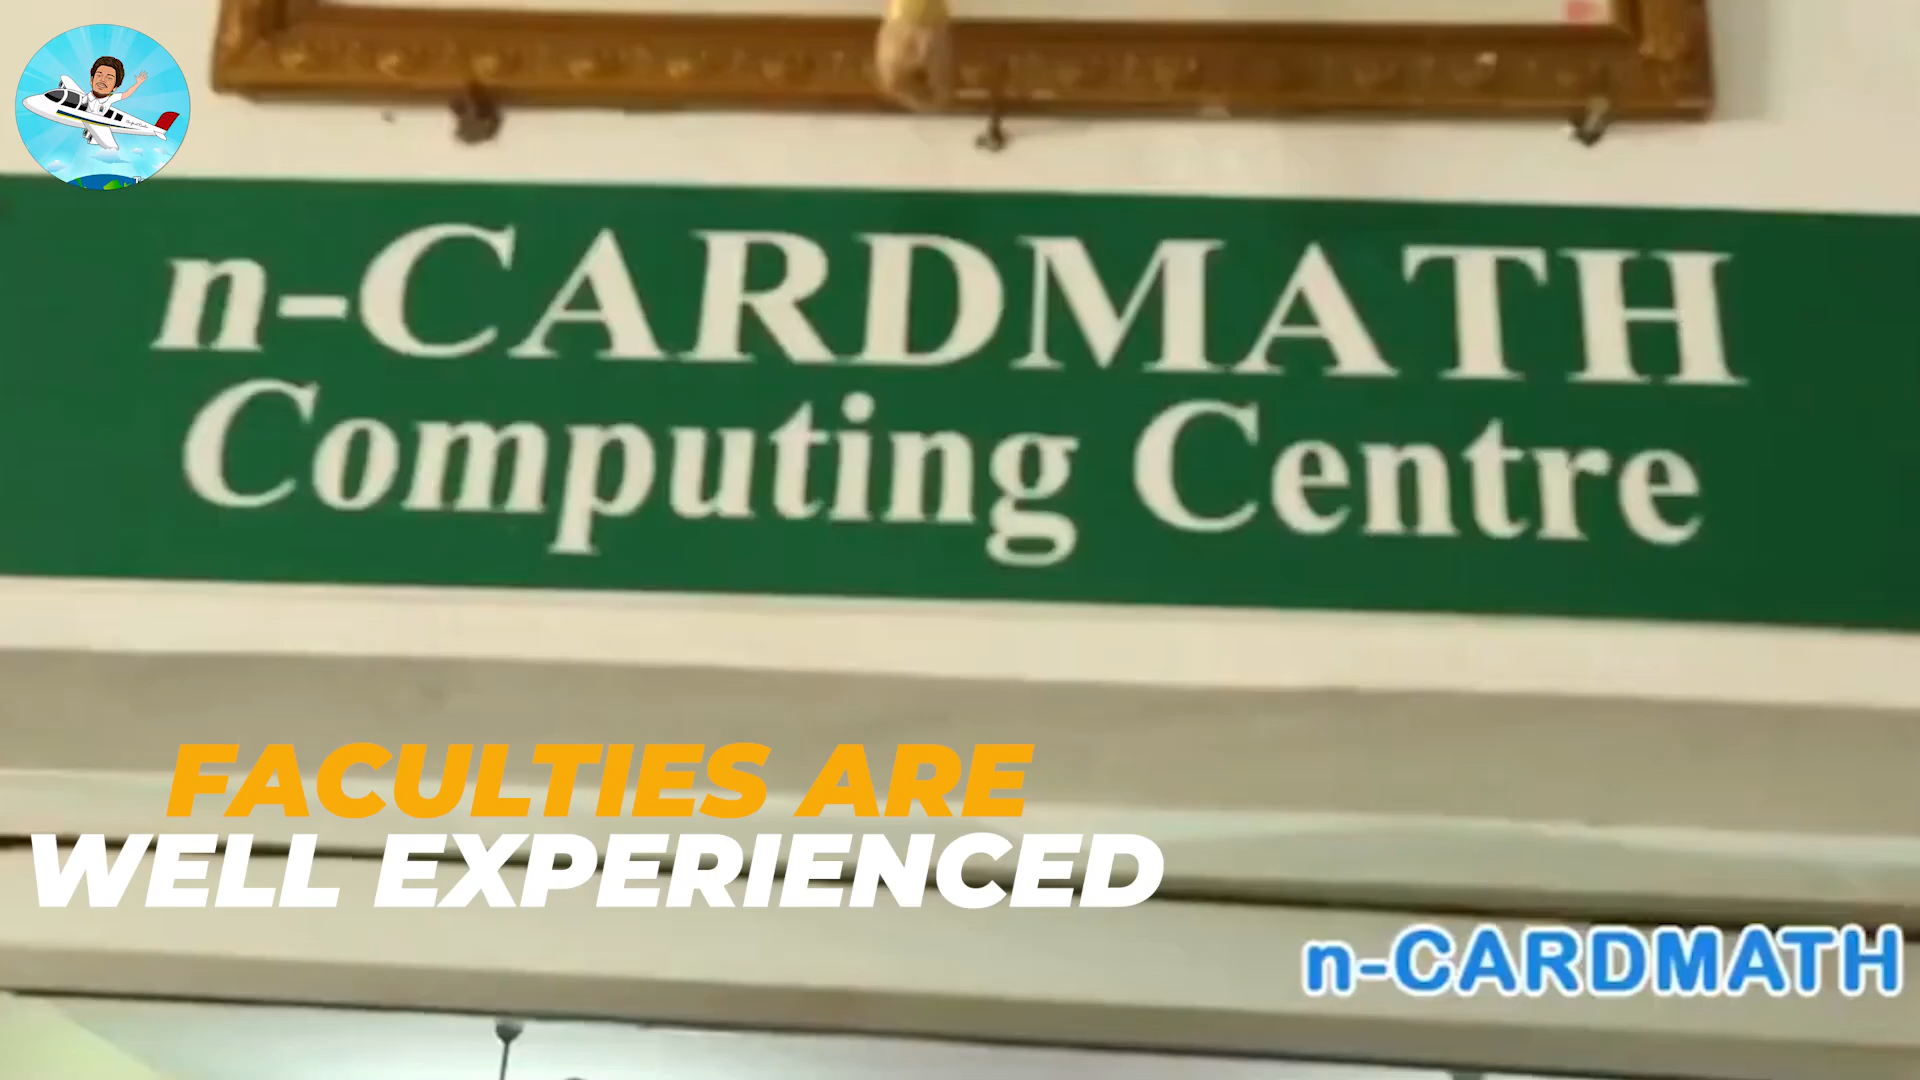 n-CARDMATH
Computing Centre
FACULTIES ARE
WELL EXPERIENCED
n-CARDMATH